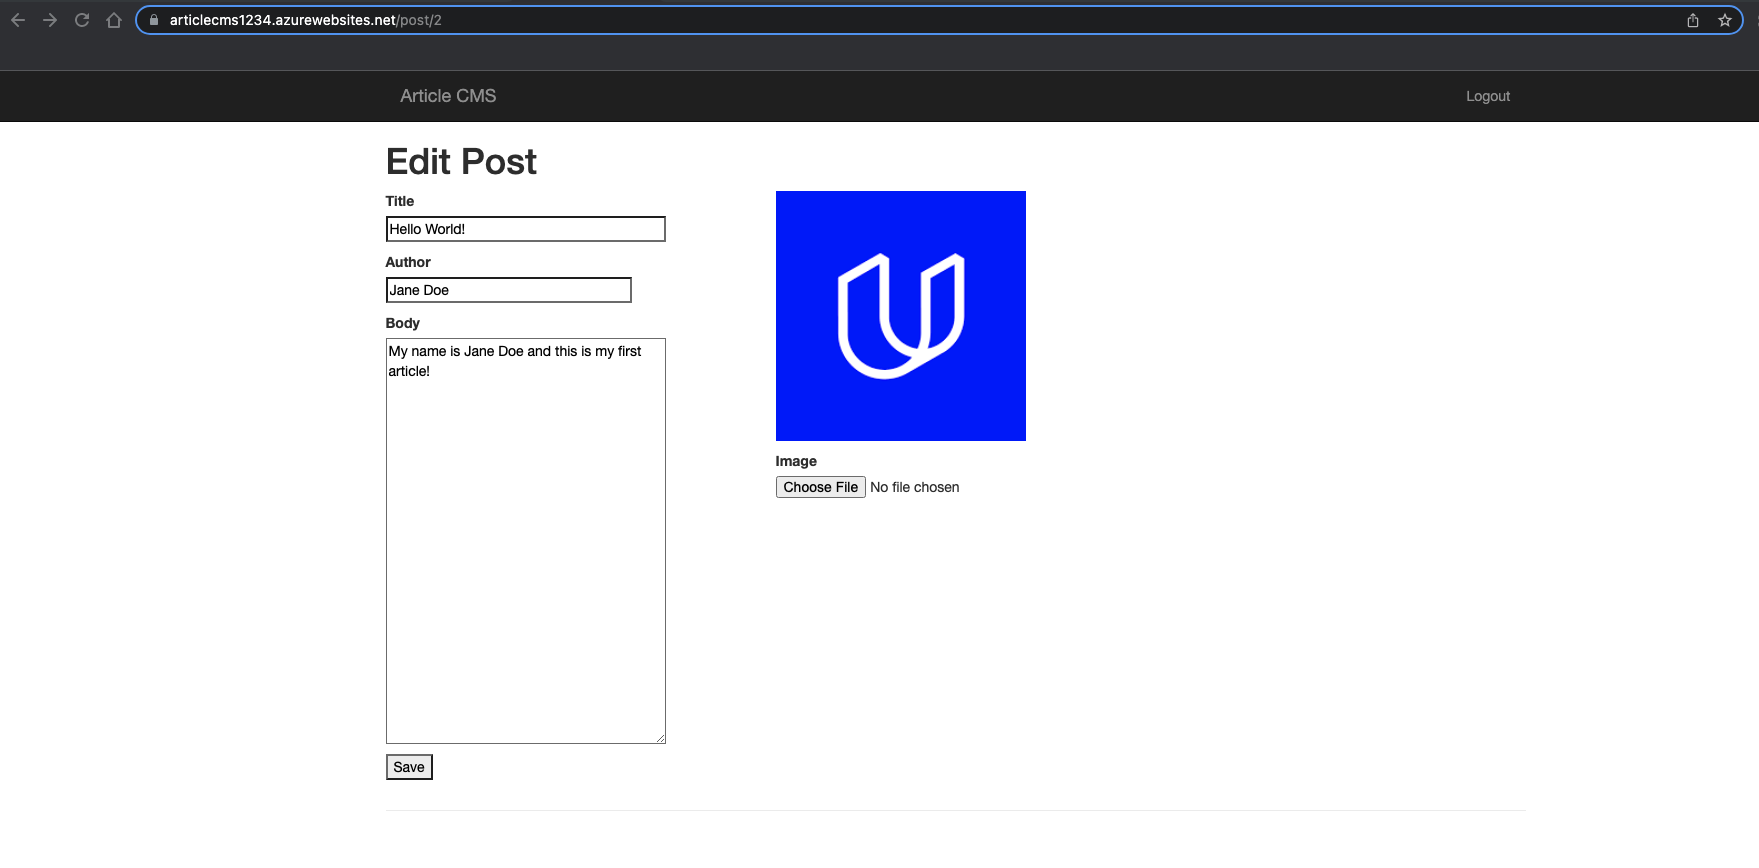 articlecms1234.azurewebsites.net/post/2
Article CMS
Logout
Edit Post
Title
Hello World!
Author
Jane Doe
Body
My name is Jane Doe and this is my first
article!
Image
Choose File No file chosen
Save